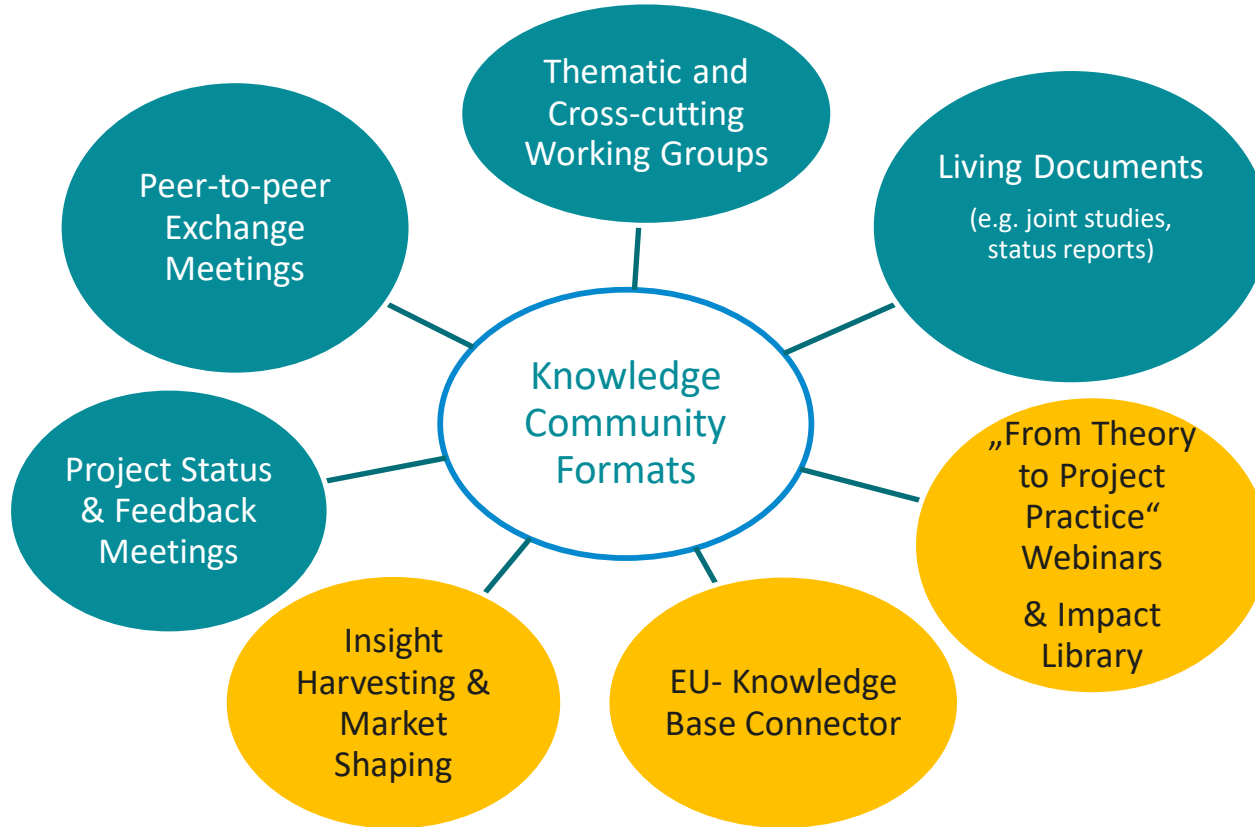 Thematic and
Cross-cutting
Working Groups
Peer-to-peer
Exchange
Meetings
Living Documents
(e.g. joint studies,
status reports)
Knowledge
Community
Formats
Project Status
& Feedback
Meetings
„From Theory
to Project
Practice“
Webinars
& Impact
Library
Insight
Harvesting &
Market
Shaping
EU- Knowledge
Base Connector